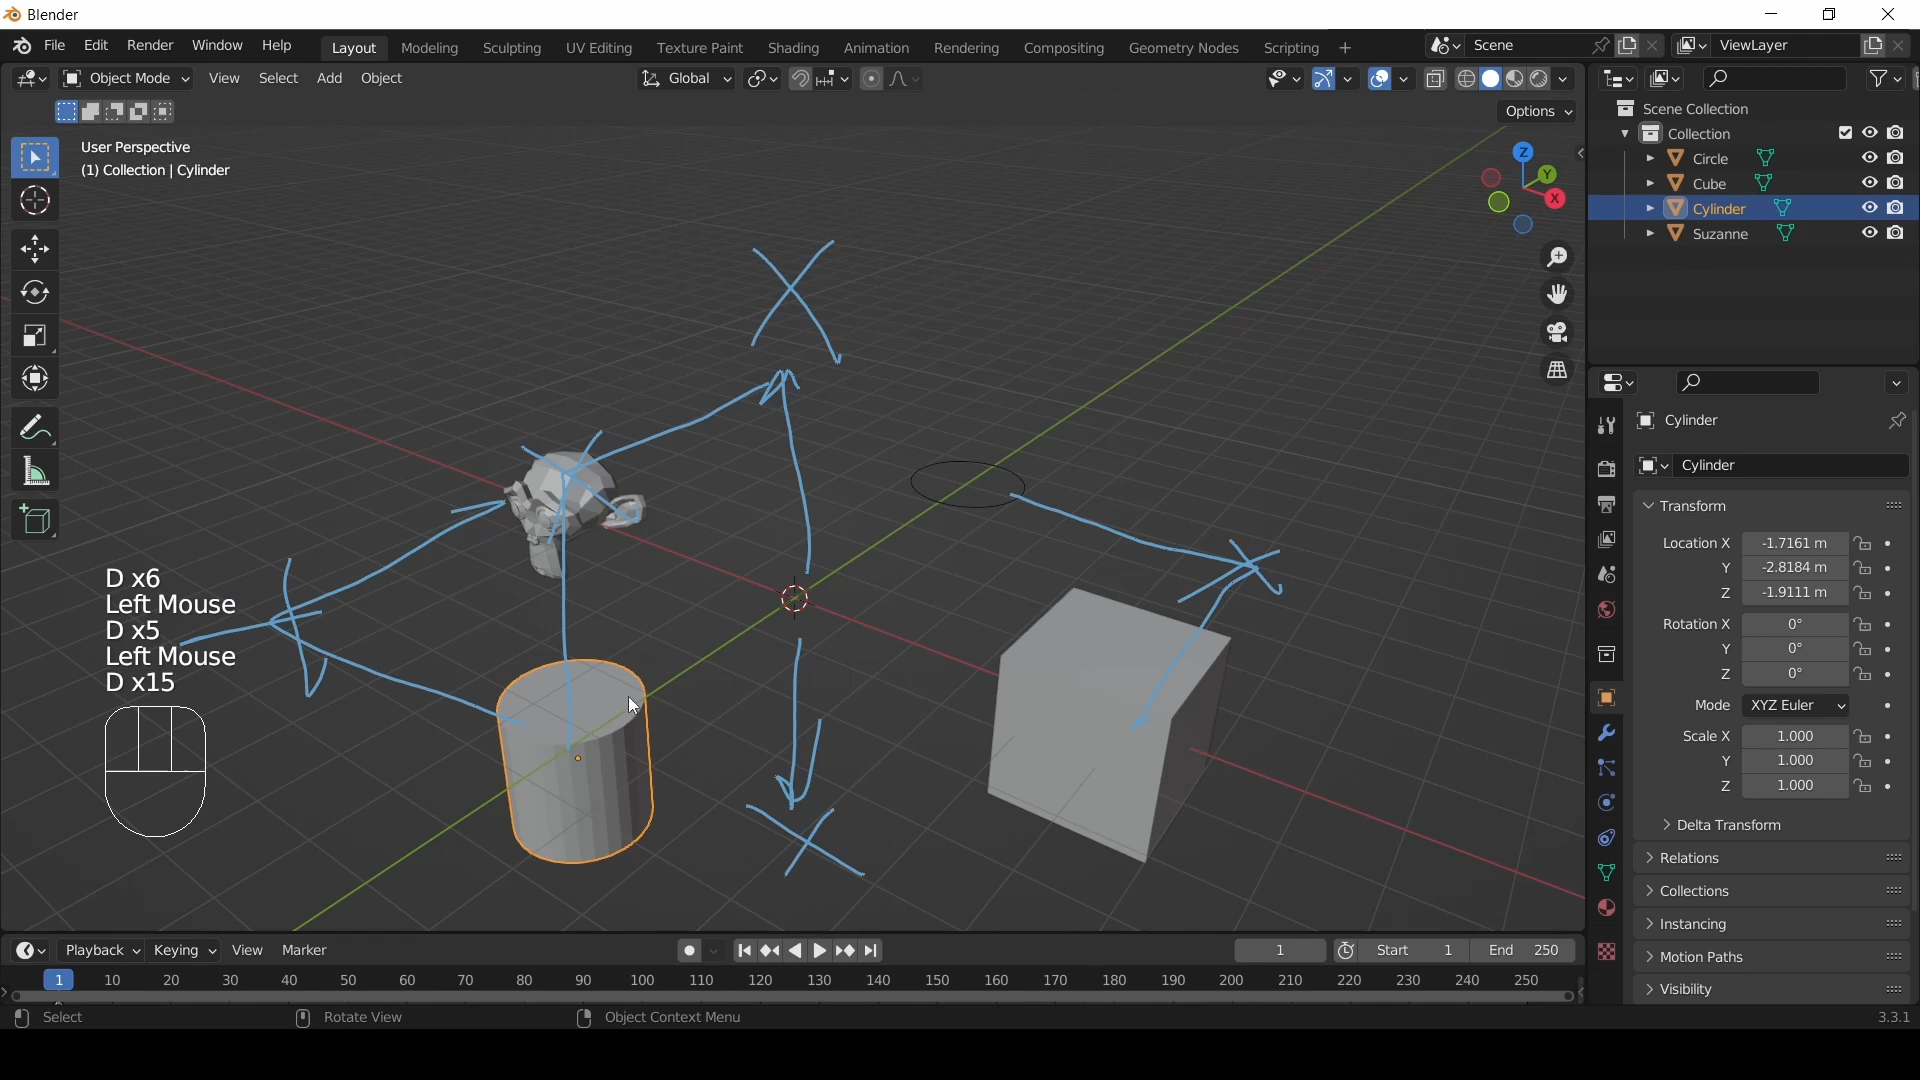 Blender
File Edit Render Window Help Layout Modeling Sculpting UV Editing Texture Paint Shading Animation Rendering Compositing Geometry Nodes Scripting + Scene ViewLayer
Object Mode View Select Add Object Global
Options
User Perspective
(1) Collection | Cylinder
Z
Y
X
Scene Collection
Collection
Circle
Cube
Cylinder
Suzanne
D x6
Left Mouse
D x5
Left Mouse
D x15
Cylinder
Cylinder
Transform
Location X -1.7161 m
Y -2.8184 m
Z -1.9111 m
Rotation X 0°
Y 0°
Z 0°
Mode XYZ Euler
Scale X 1.000
Y 1.000
Z 1.000
Delta Transform
Relations
Collections
Instancing
Motion Paths
Visibility
Playback Keying View Marker 1 Start 1 End 250
1 10 20 30 40 50 60 70 80 90 100 110 120 130 140 150 160 170 180 190 200 210 220 230 240 250
Select Rotate View Object Context Menu 3.3.1